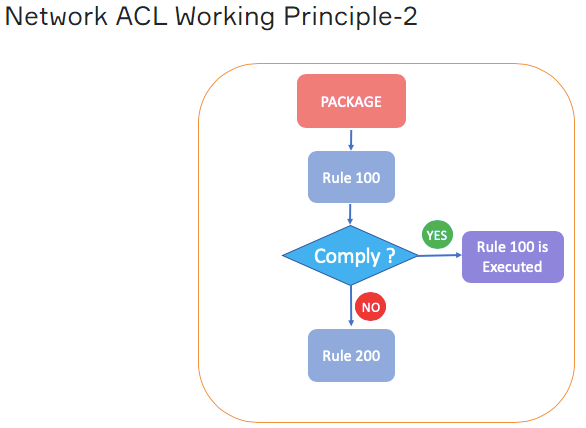 Network ACL Working Principle-2
PACKAGE
Rule 100
Comply ?
YES
Rule 100 is
Executed
NO
Rule 200